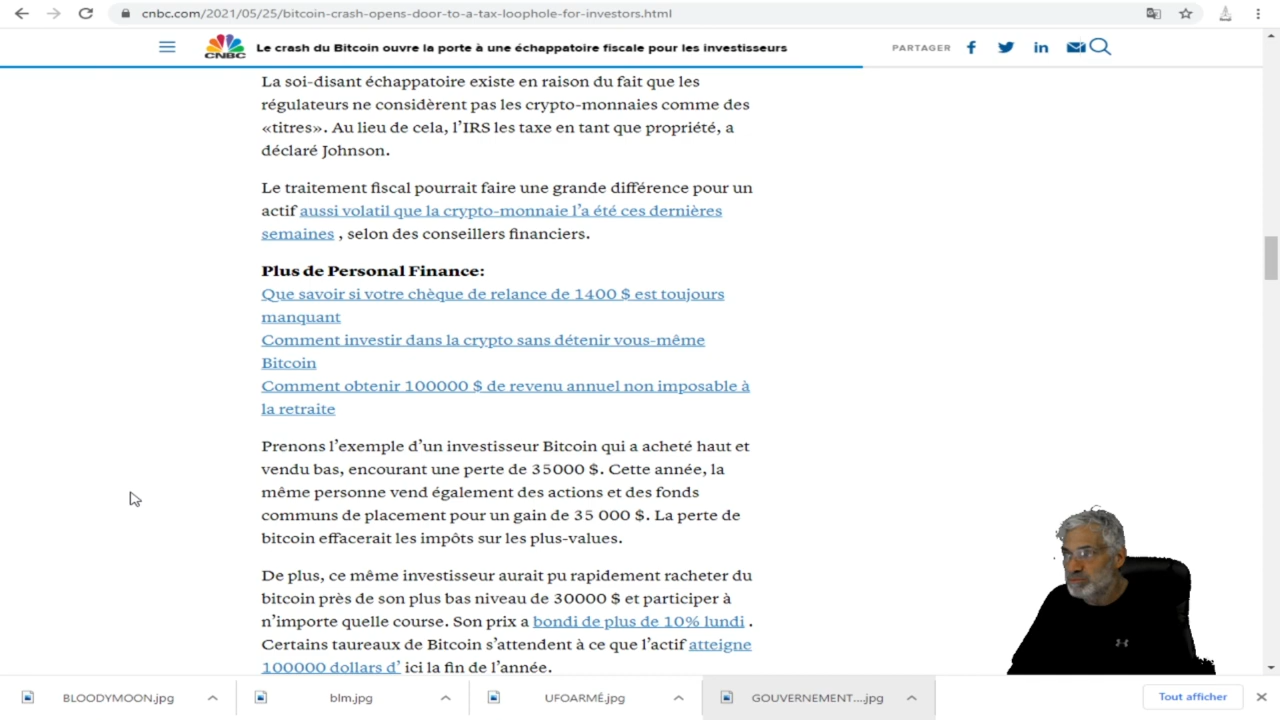 cnbc.com/2021/05/25/bitcoin-crash-opens-door-to-a-tax-loophole-for-investors.html
CNBC
Le crash du Bitcoin ouvre la porte à une échappatoire fiscale pour les investisseurs
PARTAGER
La soi-disant échappatoire existe en raison du fait que les
régulateurs ne considèrent pas les crypto-monnaies comme des
«titres». Au lieu de cela, l'IRS les taxe en tant que propriété, a
déclaré Johnson.
Le traitement fiscal pourrait faire une grande différence pour un
actif aussi volatil que la crypto-monnaie l'a été ces dernières
semaines , selon des conseillers financiers.
Plus de Personal Finance:
Que savoir si votre chèque de relance de 1400 $ est toujours
manquant
Comment investir dans la crypto sans détenir vous-même
Bitcoin
Comment obtenir 100000 $ de revenu annuel non imposable à
la retraite
Prenons l'exemple d'un investisseur Bitcoin qui a acheté haut et
vendu bas, encourant une perte de 35000 $. Cette année, la
même personne vend également des actions et des fonds
communs de placement pour un gain de 35 000 $. La perte de
bitcoin effacerait les impôts sur les plus-values.
De plus, ce même investisseur aurait pu rapidement racheter du
bitcoin près de son plus bas niveau de 30000 $ et participer à
n'importe quelle course. Son prix a bondi de plus de 10% lundi .
Certains taureaux de Bitcoin s'attendent à ce que l'actif atteigne
100000 dollars d' ici la fin de l'année.
BLOODYMOON.jpg
blm.jpg
UFOARMÉ.jpg
GOUVERNEMENT....jpg
Tout afficher